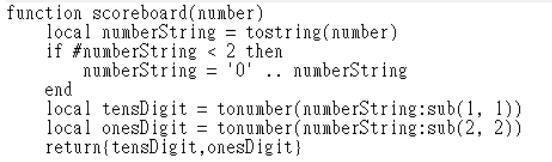 function scoreboard(number)
    local numberString = tostring(number)
    if #numberString < 2 then
        numberString = '0' .. numberString
    end
    local tensDigit = tonumber(numberString:sub(1, 1))
    local onesDigit = tonumber(numberString:sub(2, 2))
    return{tensDigit,onesDigit}